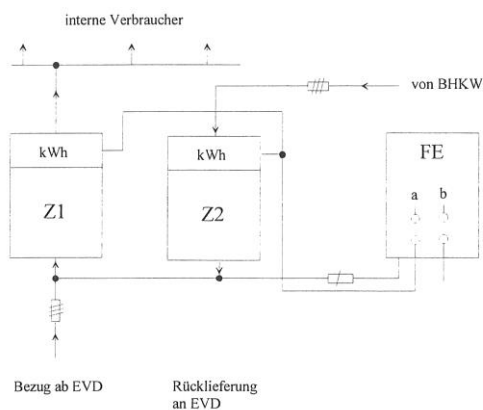 interne Verbraucher
von BHKW
kWh
kWh
FE
a
b
Z1
Z2
Bezug ab EVD
Rücklieferung
an EVD